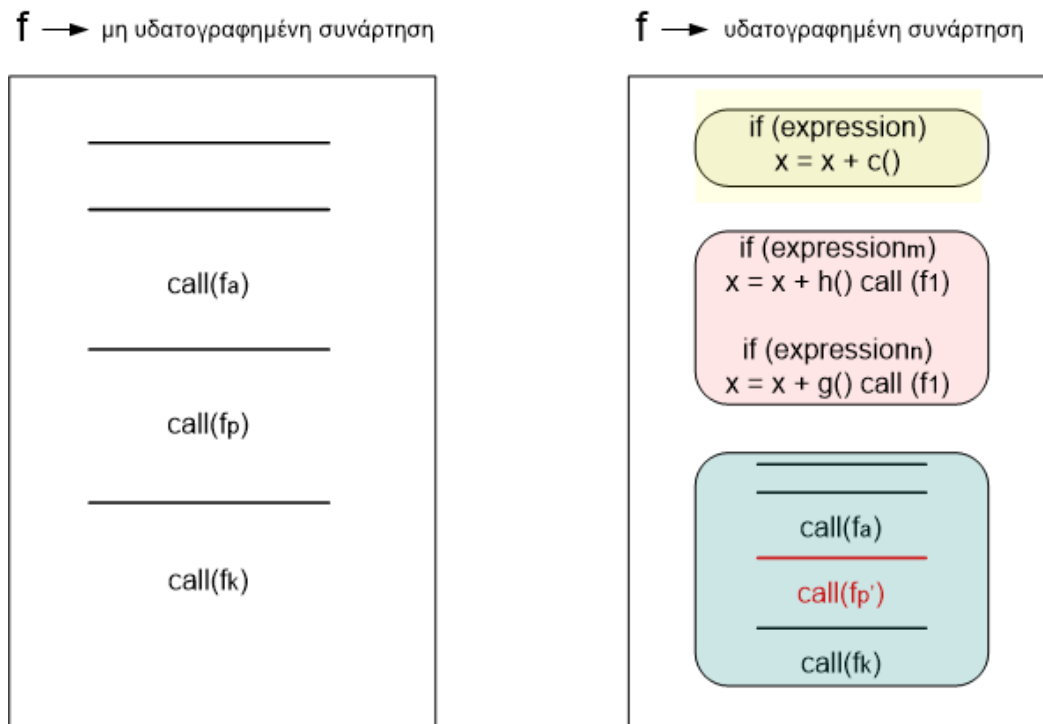 f → μη υδατογραφημένη συνάρτηση
call(fa)
call(fp)
call(fk)
f → υδατογραφημένη συνάρτηση
if (expression)
x = x + c()
if (expressionm)
x = x + h() call (f1)
if (expressionn)
x = x + g() call (f1)
call(fa)
call(fp')
call(fk)